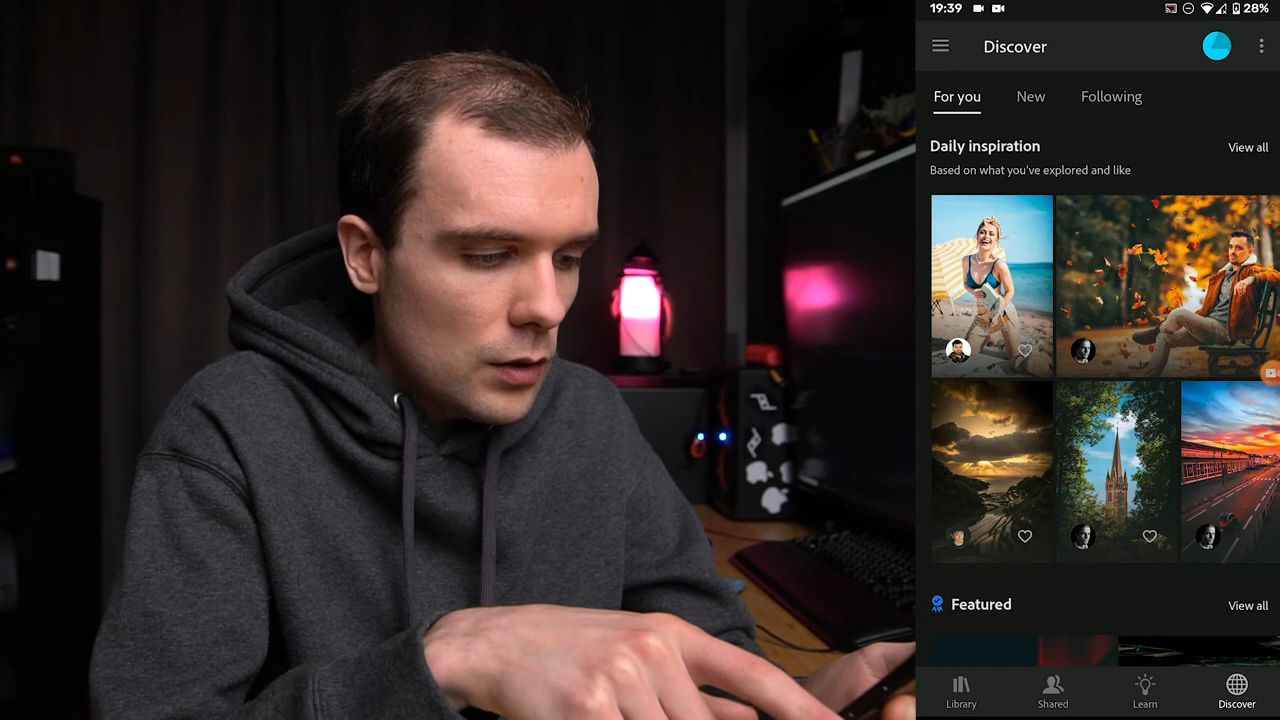 19:39 28%
Discover
For you New Following
Daily inspiration View all
Based on what you've explored and like
Featured View all
Library Shared Learn Discover